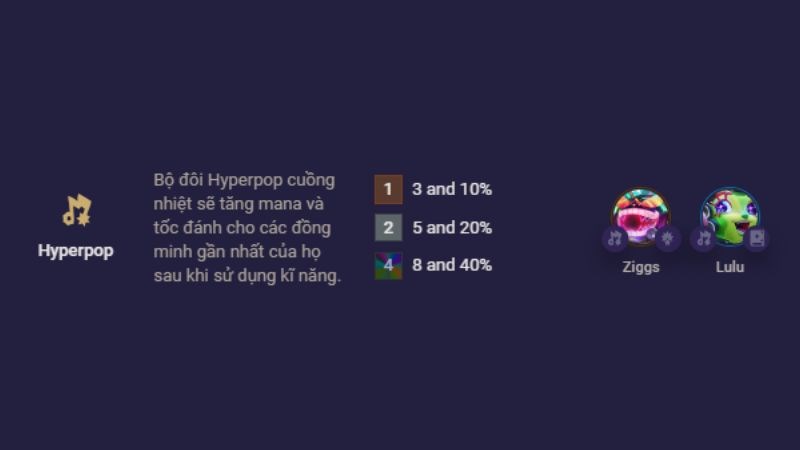 Hyperpop
Bộ đôi Hyperpop cuồng
nhiệt sẽ tăng mana và
tốc đánh cho các đồng
minh gần nhất của họ
sau khi sử dụng kĩ năng.
1 3 and 10%
2 5 and 20%
4 8 and 40%
Ziggs
Lulu